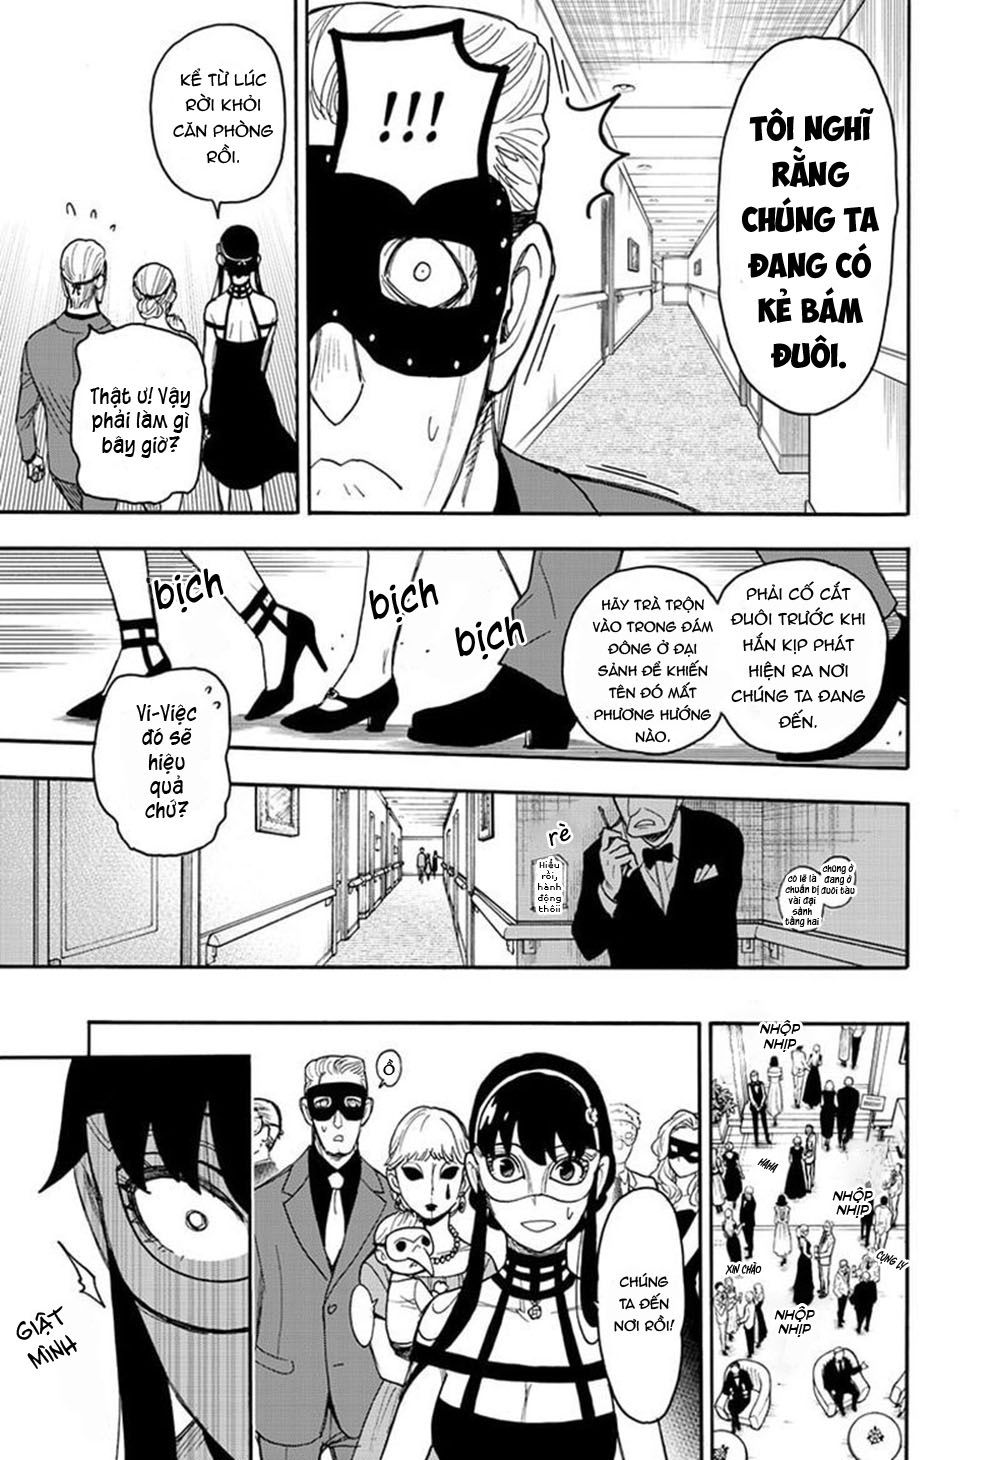 TÔI NGHĨ
RẰNG
CHÚNG TA
ĐANG CÓ
KẺ BÁM
ĐUÔI.
!!!
KỂ TỪ LÚC
RỜI KHỎI
CĂN PHÒNG
RỒI.
Thật ư! Vậy
phải làm gì
bây giờ?
PHẢI CỐ CẮT
ĐUÔI TRƯỚC KHI
HẮN KỊP PHÁT
HIỆN RA NƠI
CHÚNG TA ĐANG
ĐẾN.
HÃY TRÀ TRỘN
VÀO TRONG ĐÁM
ĐÔNG Ở ĐẠI
SẢNH ĐỂ KHIẾN
TÊN ĐÓ MẤT
PHƯƠNG HƯỚNG
NÀO.
bịch
bịch
bịch
Vi-Việc
đó sẽ
hiệu
quả
chứ?
chúng ở
đang ở
đuôi tàu
có lẽ là
chuẩn bị
vài đại
sảnh
tầng hai
rè
Hiểu
rồi,
hành
động
thôii
NHỘP
NHỊP
HAHA
NHỘP
NHỊP
CỤNG LY
XIN CHÀO
NHỘP
NHỊP
Ồ
CHÚNG
TA ĐẾN
NƠI RỒI!
GIẬT
MÌNH